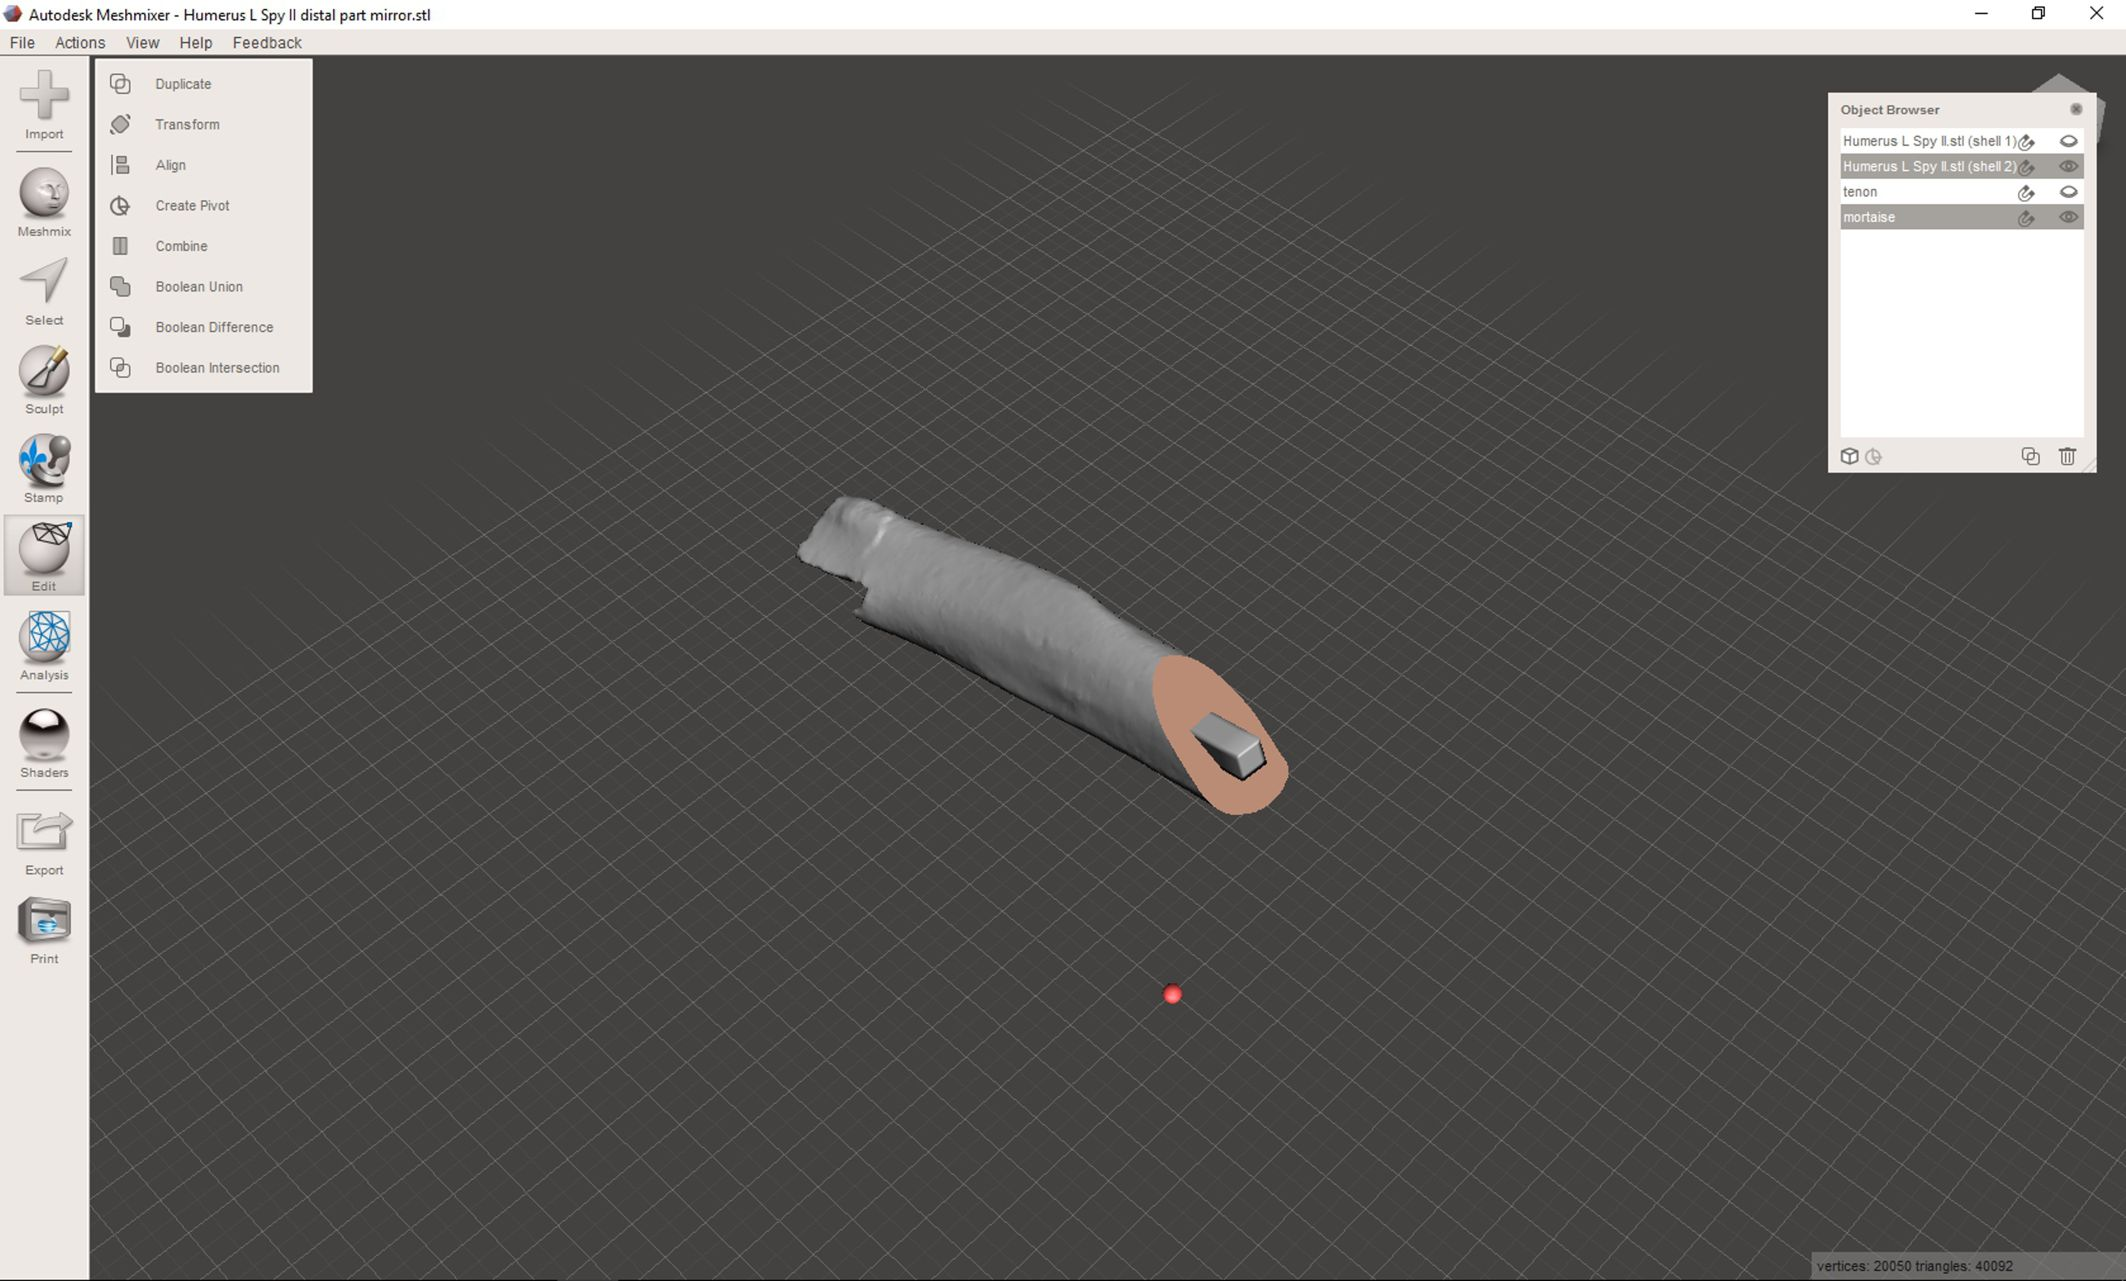 Autodesk Meshmixer - Humerus L Spy II distal part mirror.stl
File Actions View Help Feedback
Import
Meshmix
Select
Sculpt
Stamp
Edit
Analysis
Shaders
Export
Print
Duplicate
Transform
Align
Create Pivot
Combine
Boolean Union
Boolean Difference
Boolean Intersection
Object Browser
Humerus L Spy II.stl (shell 1)
Humerus L Spy II.stl (shell 2)
tenon
mortaise
vertices: 20050 triangles: 40092